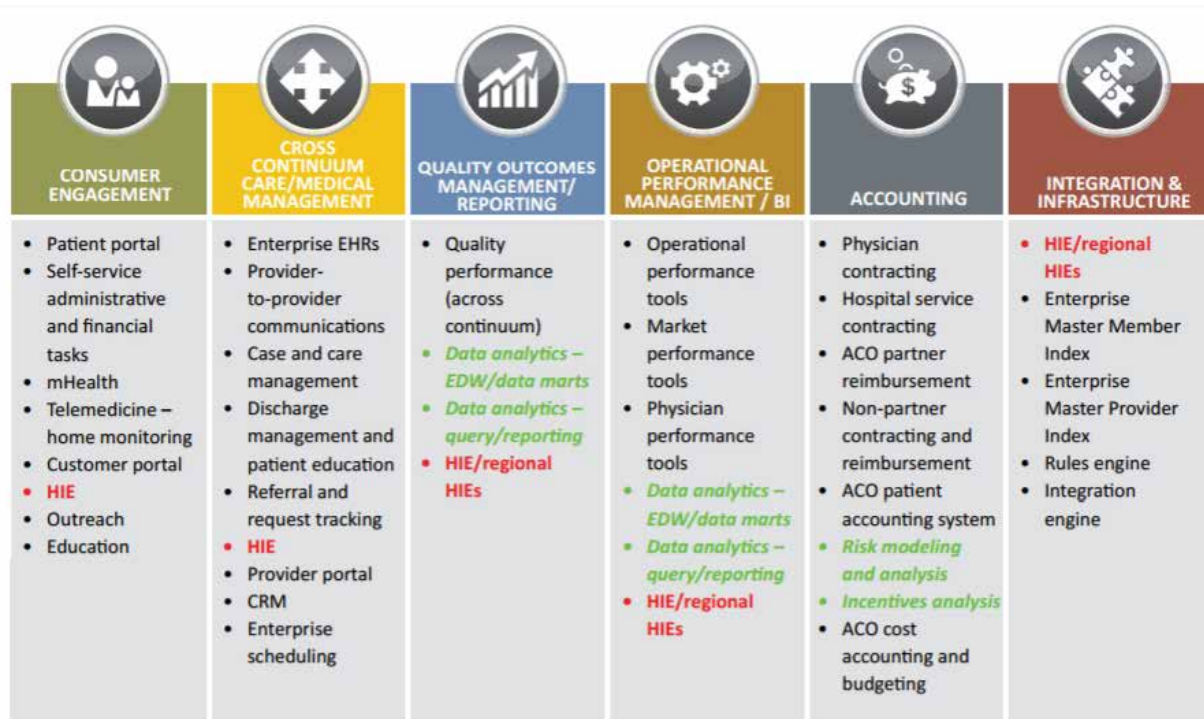 CONSUMER
ENGAGEMENT
• Patient portal
• Self-service
administrative
and financial
tasks
• mHealth
• Telemedicine –
home monitoring
• Customer portal
• HIE
• Outreach
• Education
CROSS
CONTINUUM
CARE/MEDICAL
MANAGEMENT
• Enterprise EHRs
• Provider-
to-provider
communications
• Case and care
management
• Discharge
management and
patient education
• Referral and
request tracking
• HIE
• Provider portal
• CRM
• Enterprise
scheduling
QUALITY OUTCOMES
MANAGEMENT/
REPORTING
• Quality
performance
(across
continuum)
• Data analytics –
EDW/data marts
• Data analytics –
query/reporting
• HIE/regional
HIEs
OPERATIONAL
PERFORMANCE
MANAGEMENT / BI
• Operational
performance
tools
• Market
performance
tools
• Physician
performance
tools
• Data analytics –
EDW/data marts
• Data analytics –
query/reporting
• HIE/regional
HIEs
$
ACCOUNTING
• Physician
contracting
• Hospital service
contracting
• ACO partner
reimbursement
• Non-partner
contracting and
reimbursement
• ACO patient
accounting system
• Risk modeling
and analysis
• Incentives analysis
• ACO cost
accounting and
budgeting
INTEGRATION &
INFRASTRUCTURE
• HIE/regional
HIEs
• Enterprise
Master Member
Index
• Enterprise
Master Provider
Index
• Rules engine
• Integration
engine